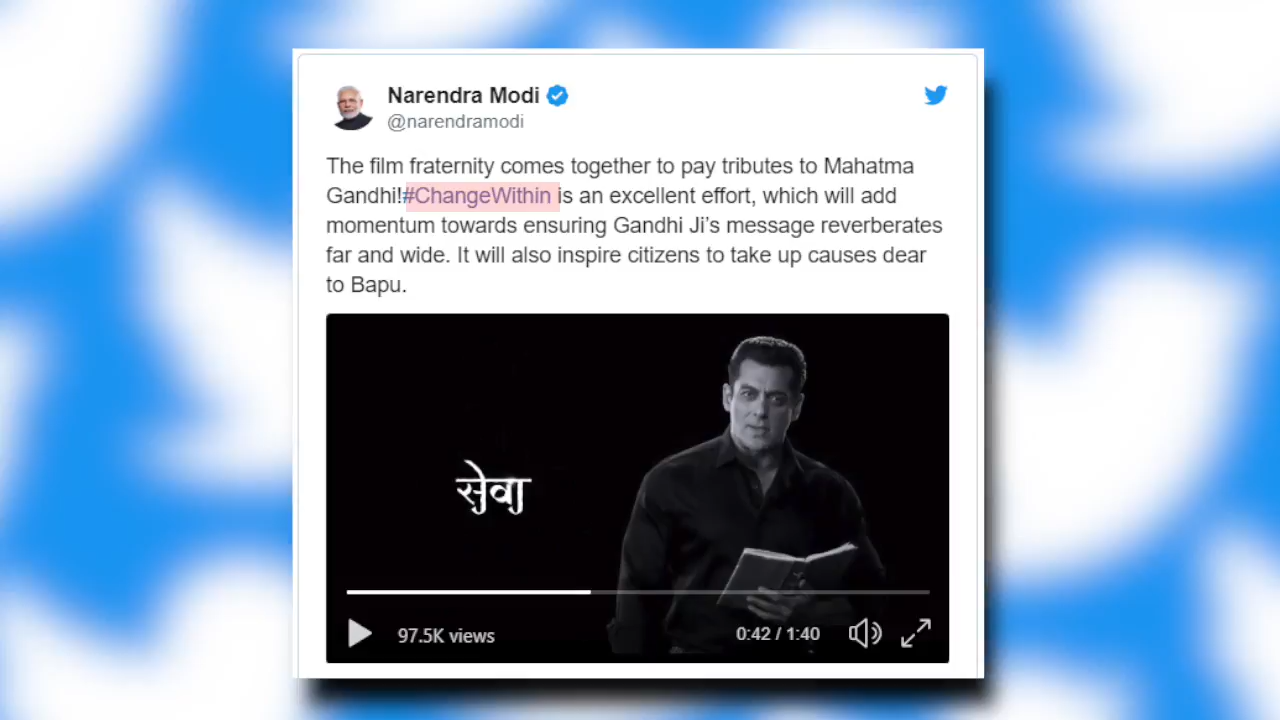 Narendra Modi
@narendramodi
The film fraternity comes together to pay tributes to Mahatma
Gandhi!#ChangeWithin is an excellent effort, which will add
momentum towards ensuring Gandhi Ji’s message reverberates
far and wide. It will also inspire citizens to take up causes dear
to Bapu.
सेवा
97.5K views
0:42 / 1:40